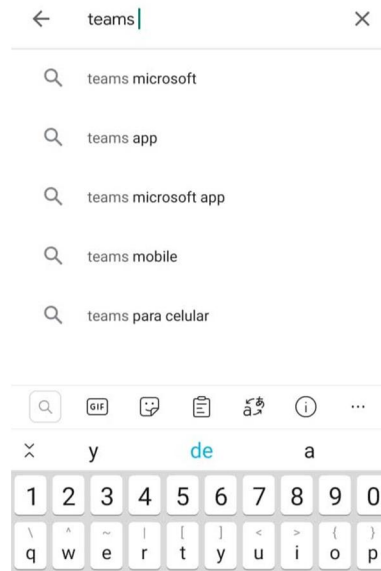 teams
teams microsoft
teams app
teams microsoft app
teams mobile
teams para celular
GIF
y de a
1 2 3 4 5 6 7 8 9 0
\ ^ ~ | [ ] < > { }
q w e r t y u i o p